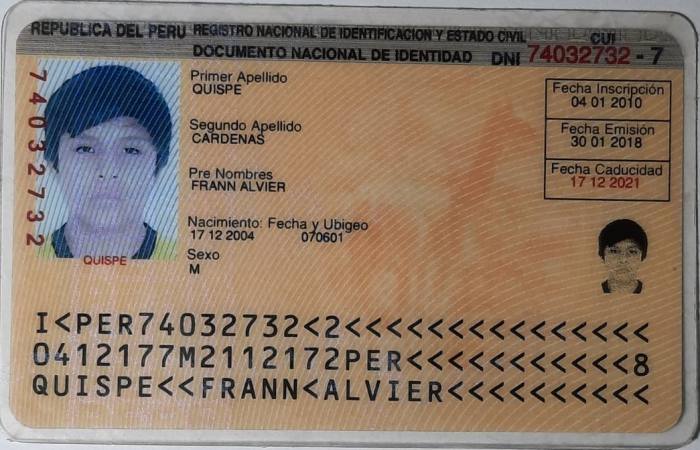 REPUBLICA DEL PERU REGISTRO NACIONAL DE IDENTIFICACION Y ESTADO CIVIL
CUI
DOCUMENTO NACIONAL DE IDENTIDAD DNI 74032732 - 7
74032732
Primer Apellido
QUISPE
Segundo Apellido
CARDENAS
Pre Nombres
FRANN ALVIER
Nacimiento: Fecha y Ubigeo
17 12 2004 070601
Sexo
M
QUISPE
Fecha Inscripción
04 01 2010
Fecha Emisión
30 01 2018
Fecha Caducidad
17 12 2021
I<PER74032732<2<<<<<<<<<<<<<<<
0412177M2112172PER<<<<<<<<<<<8
QUISPE<<FRANN<ALVIER<<<<<<<<<<